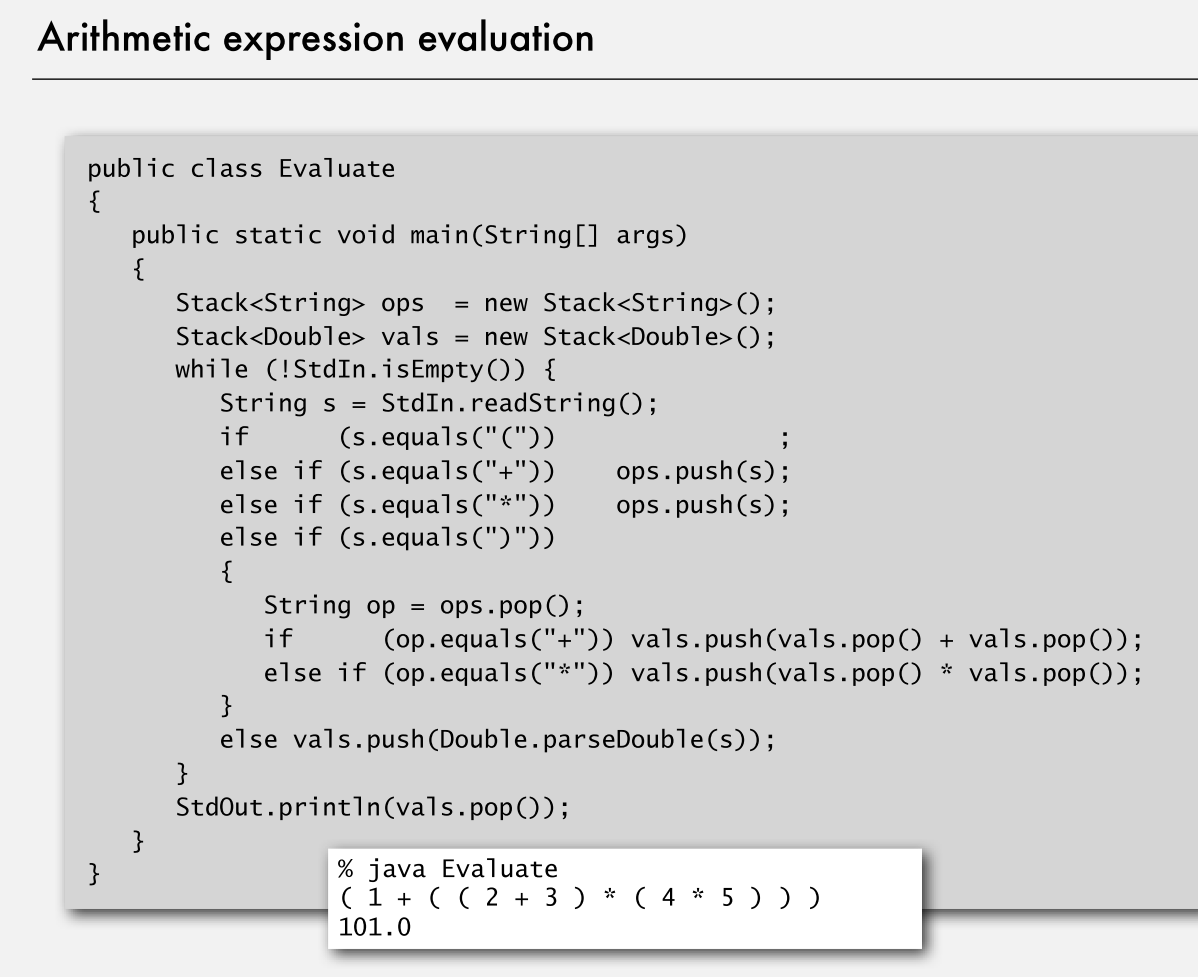 Arithmetic expression evaluation
public class Evaluate
{
   public static void main(String[] args)
   {
      Stack<String> ops  = new Stack<String>();
      Stack<Double> vals = new Stack<Double>();
      while (!StdIn.isEmpty()) {
         String s = StdIn.readString();
         if      (s.equals("("))               ;
         else if (s.equals("+"))    ops.push(s);
         else if (s.equals("*"))    ops.push(s);
         else if (s.equals(")"))
         {
            String op = ops.pop();
            if      (op.equals("+")) vals.push(vals.pop() + vals.pop());
            else if (op.equals("*")) vals.push(vals.pop() * vals.pop());
         }
         else vals.push(Double.parseDouble(s));
      }
      StdOut.println(vals.pop());
   }
}
% java Evaluate
( 1 + ( ( 2 + 3 ) * ( 4 * 5 ) ) )
101.0